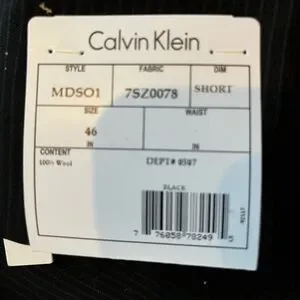 Calvin Klein
STYLE FABRIC DIM
MDSO1 7SZ0078 SHORT
SIZE WAIST
46
IN IN
CONTENT
100% Wool
DEPT# 0307
BLACK
7 76058 78249 5